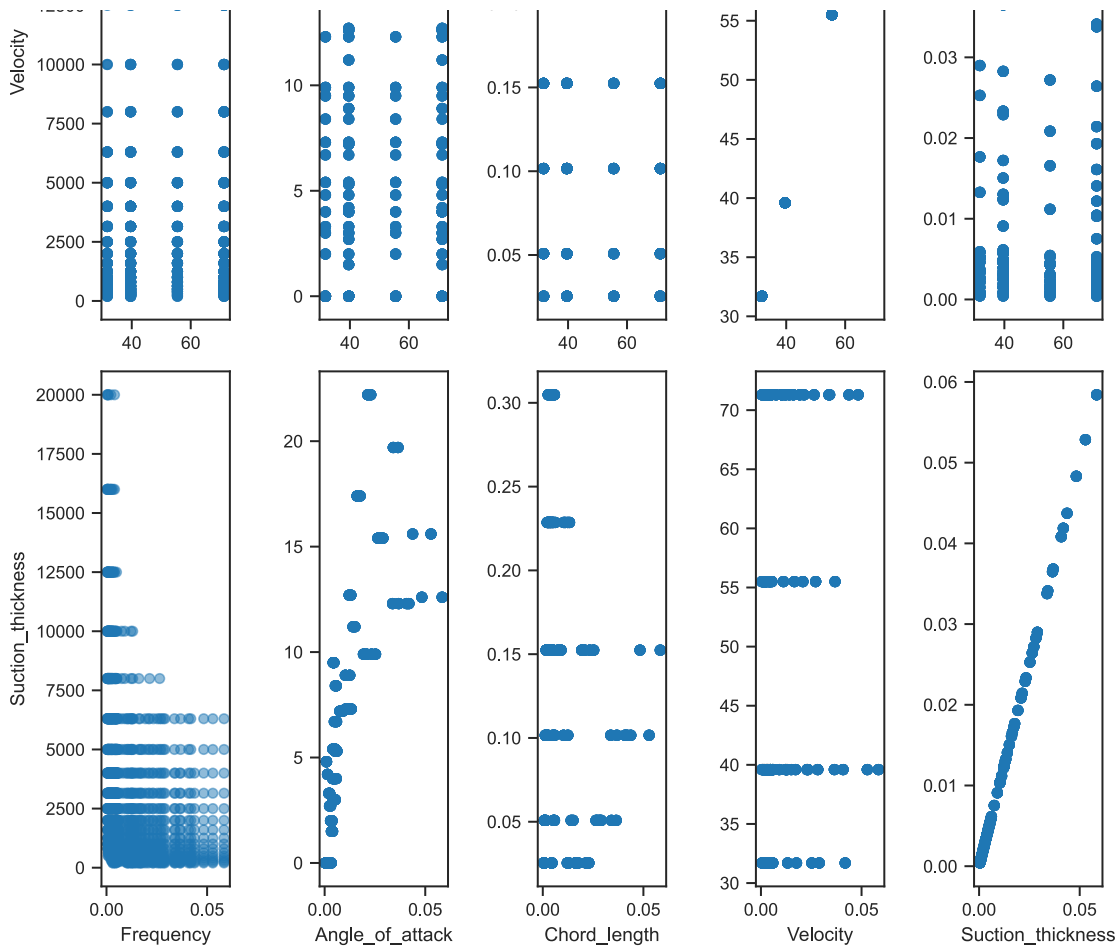 12500 55 0.03
Velocity
10000 10 0.15 50
7500 45 0.02
5000 5 0.10 40
2500 0.05 35 0.01
0 0 30 0.00
40 60 40 60 40 60 40 60 40 60
20000 20 0.30 70 0.06
17500 0.25 65 0.05
15000 15 0.20 60 0.04
12500 55
Suction_thickness
10000 10 0.15 50 0.03
7500 45 0.02
5000 5 0.10 40
2500 0.05 35 0.01
0 0 30 0.00
0.00 0.05 0.00 0.05 0.00 0.05 0.00 0.05 0.00 0.05
Frequency Angle_of_attack Chord_length Velocity Suction_thickness